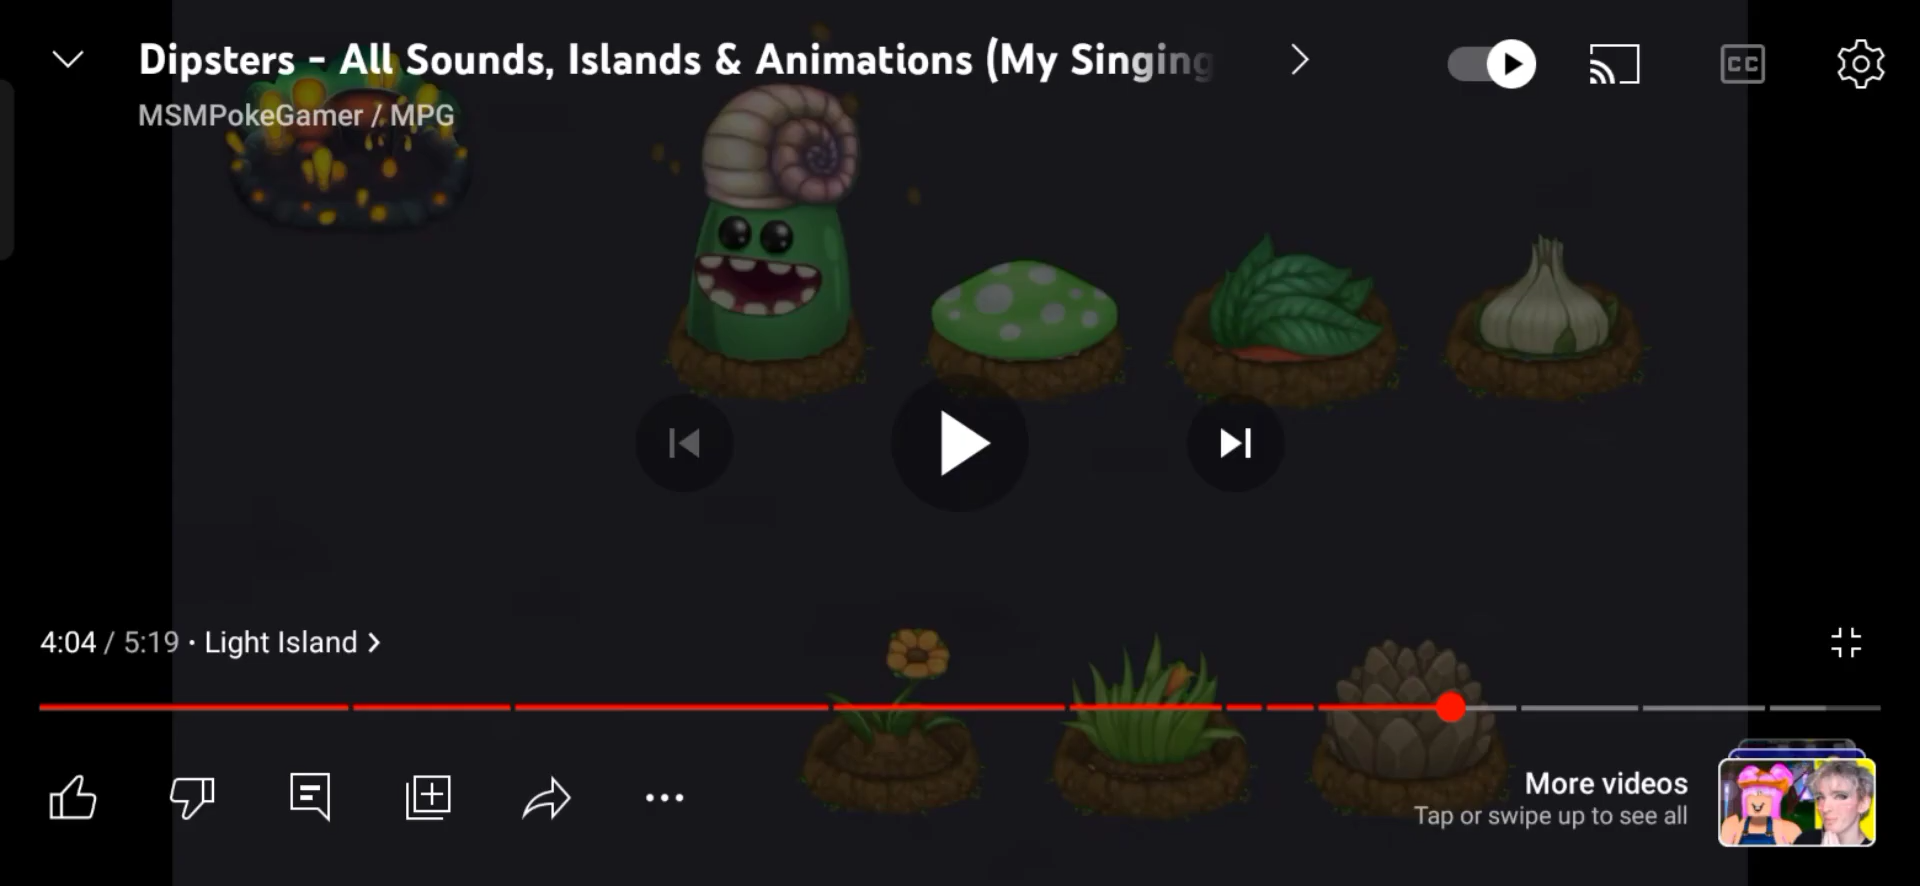 Dipsters - All Sounds, Islands & Animations (My Singing
MSMPokeGamer / MPG
CC
4:04 / 5:19 · Light Island
More videos
Tap or swipe up to see all